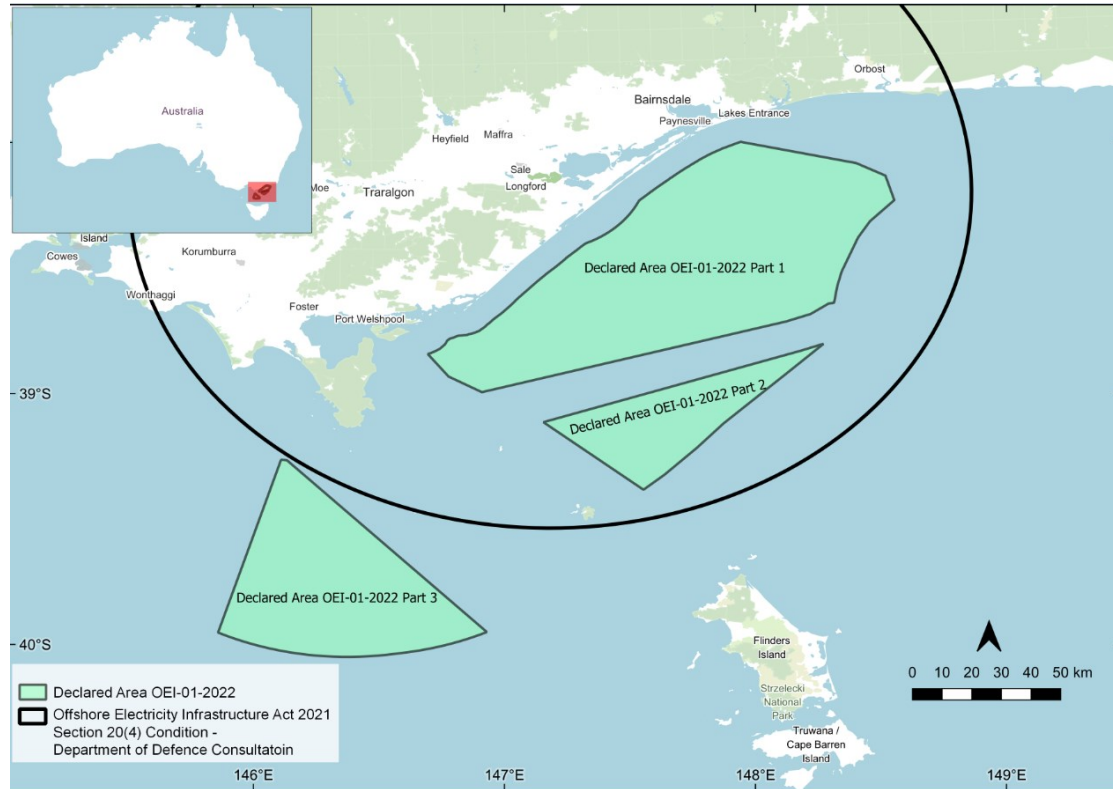 Australia
Orbost
Bairnsdale
Lakes Entrance
Paynesville
Heyfield
Maffra
Sale
Longford
Moe
Traralgon
Island
Cowes
Korumburra
Wonthaggi
Foster
Port Welshpool
Declared Area OEI-01-2022 Part 1
39°S
Declared Area OEI-01-2022 Part 2
Declared Area OEI-01-2022 Part 3
40°S
Flinders
Island
Strzelecki
National
Park
Truwana /
Cape Barren
Island
0 10 20 30 40 50 km
Declared Area OEI-01-2022
Offshore Electricity Infrastructure Act 2021
Section 20(4) Condition -
Department of Defence Consultatoin
146°E
147°E
148°E
149°E